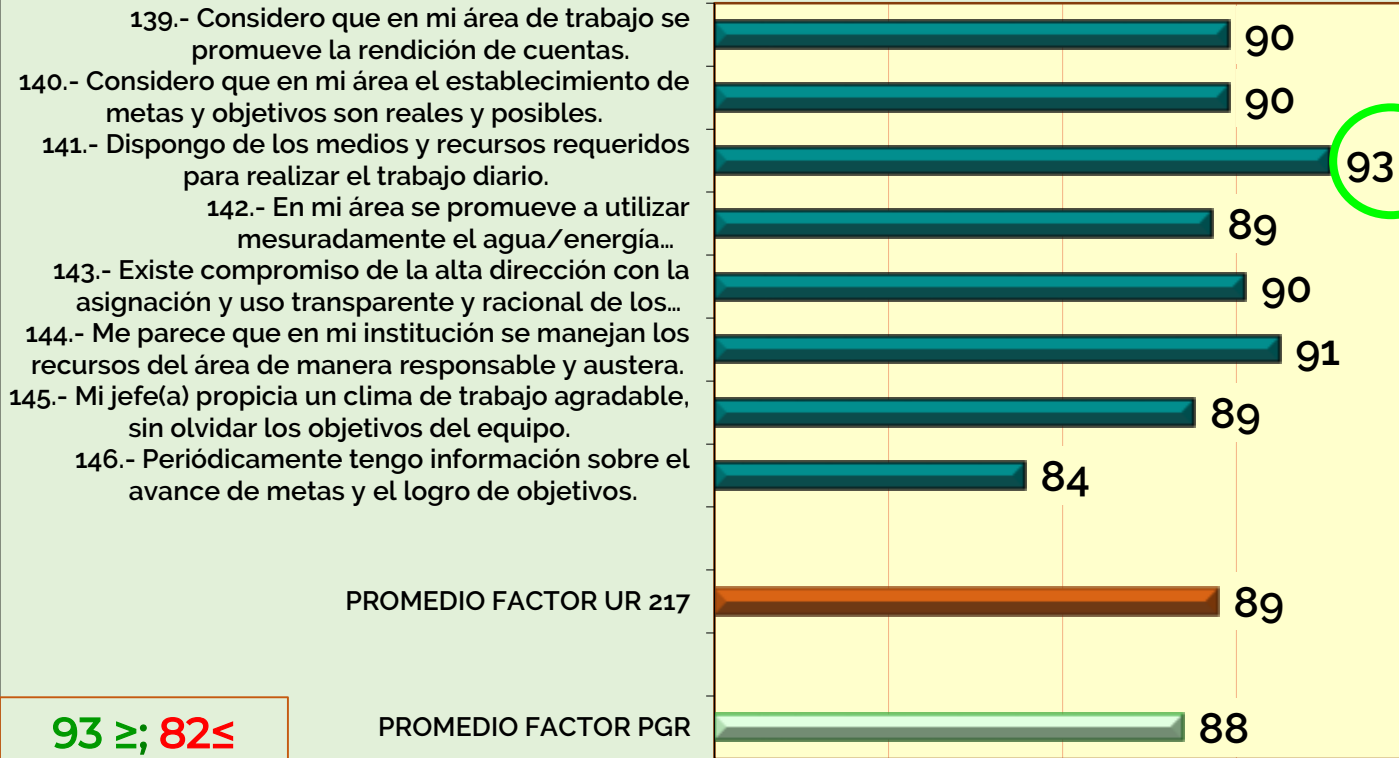 139.- Considero que en mi área de trabajo se
promueve la rendición de cuentas.
90
140.- Considero que en mi área el establecimiento de
metas y objetivos son reales y posibles.
90
141.- Dispongo de los medios y recursos requeridos
para realizar el trabajo diario.
93
142.- En mi área se promueve a utilizar
mesuradamente el agua/energía...
89
143.- Existe compromiso de la alta dirección con la
asignación y uso transparente y racional de los...
90
144.- Me parece que en mi institución se manejan los
recursos del área de manera responsable y austera.
91
145.- Mi jefe(a) propicia un clima de trabajo agradable,
sin olvidar los objetivos del equipo.
89
146.- Periódicamente tengo información sobre el
avance de metas y el logro de objetivos.
84
PROMEDIO FACTOR UR 217
89
93 ≥; 82≤
PROMEDIO FACTOR PGR
88